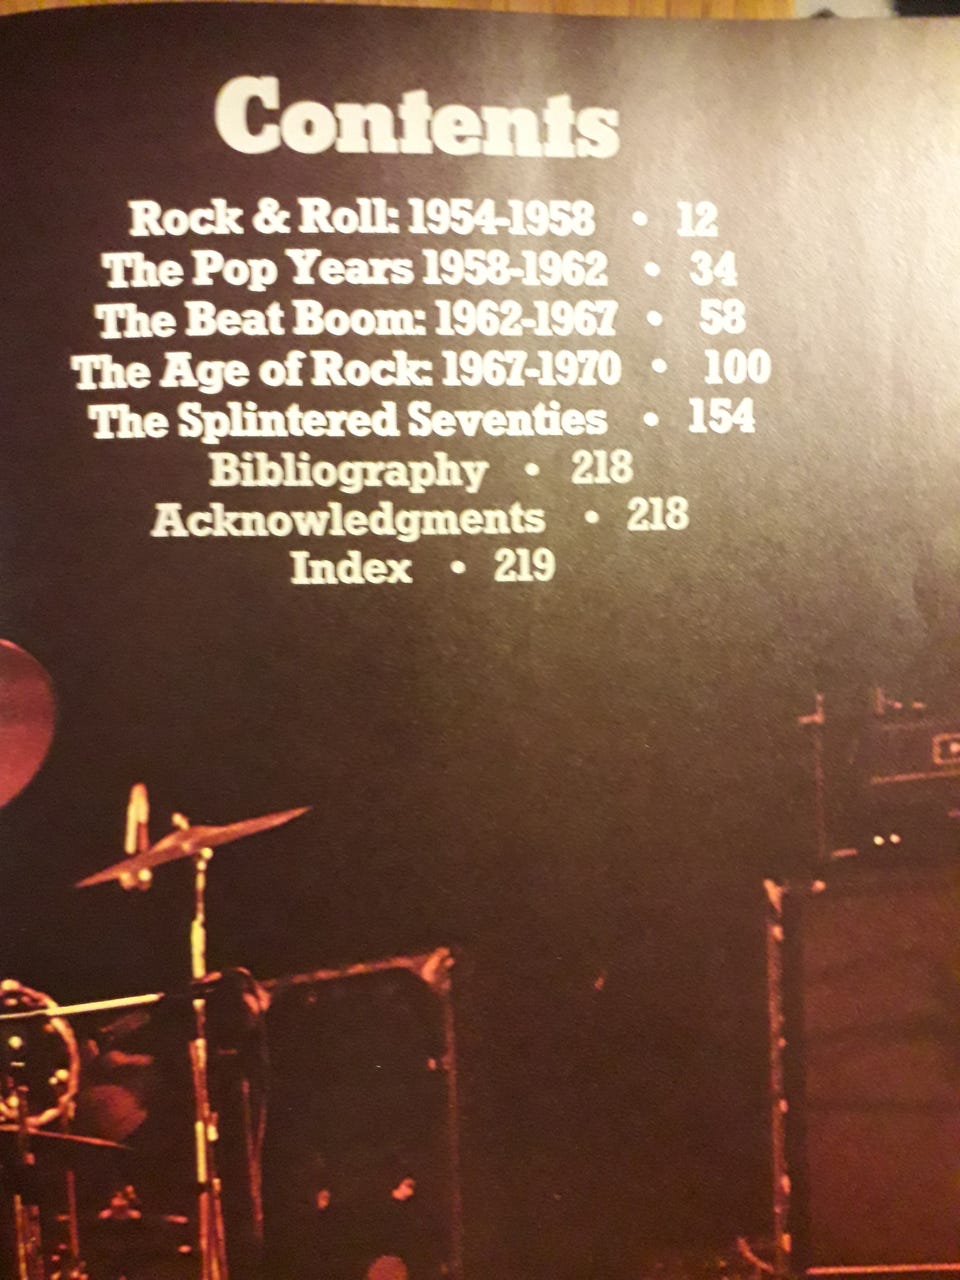 Contents
Rock & Roll: 1954-1958 • 12
The Pop Years 1958-1962 • 34
The Beat Boom: 1962-1967 • 58
The Age of Rock: 1967-1970 • 100
The Splintered Seventies • 154
Bibliography • 218
Acknowledgments • 218
Index • 219